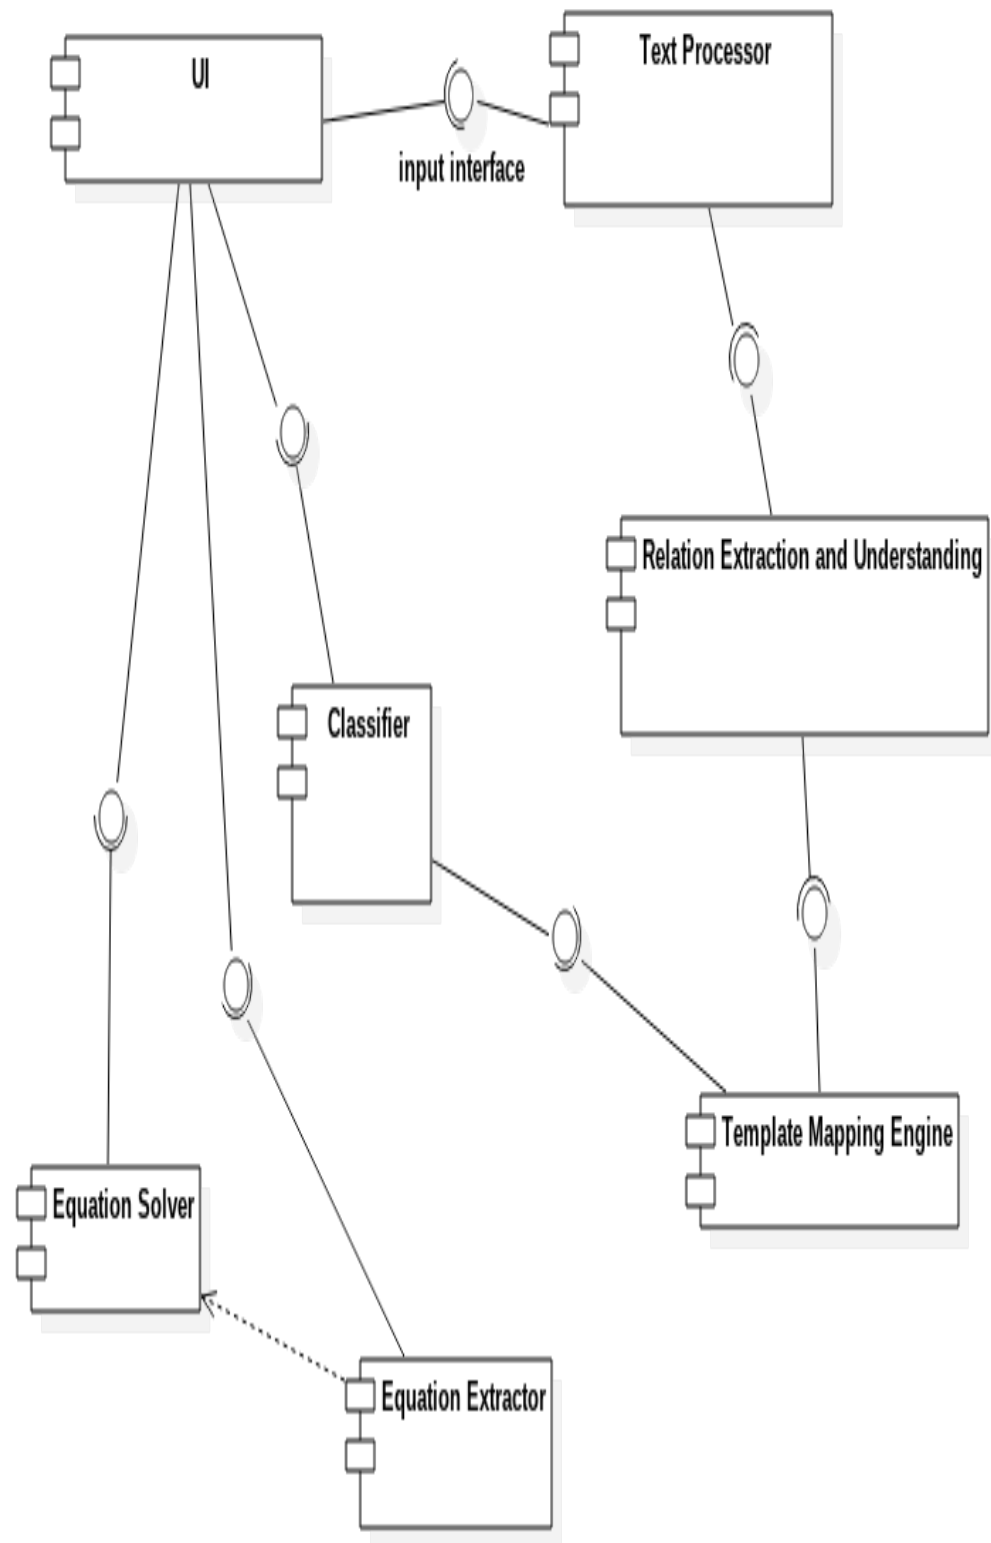 UI
Text Processor
input interface
Relation Extraction and Understanding
Classifier
Template Mapping Engine
Equation Solver
Equation Extractor